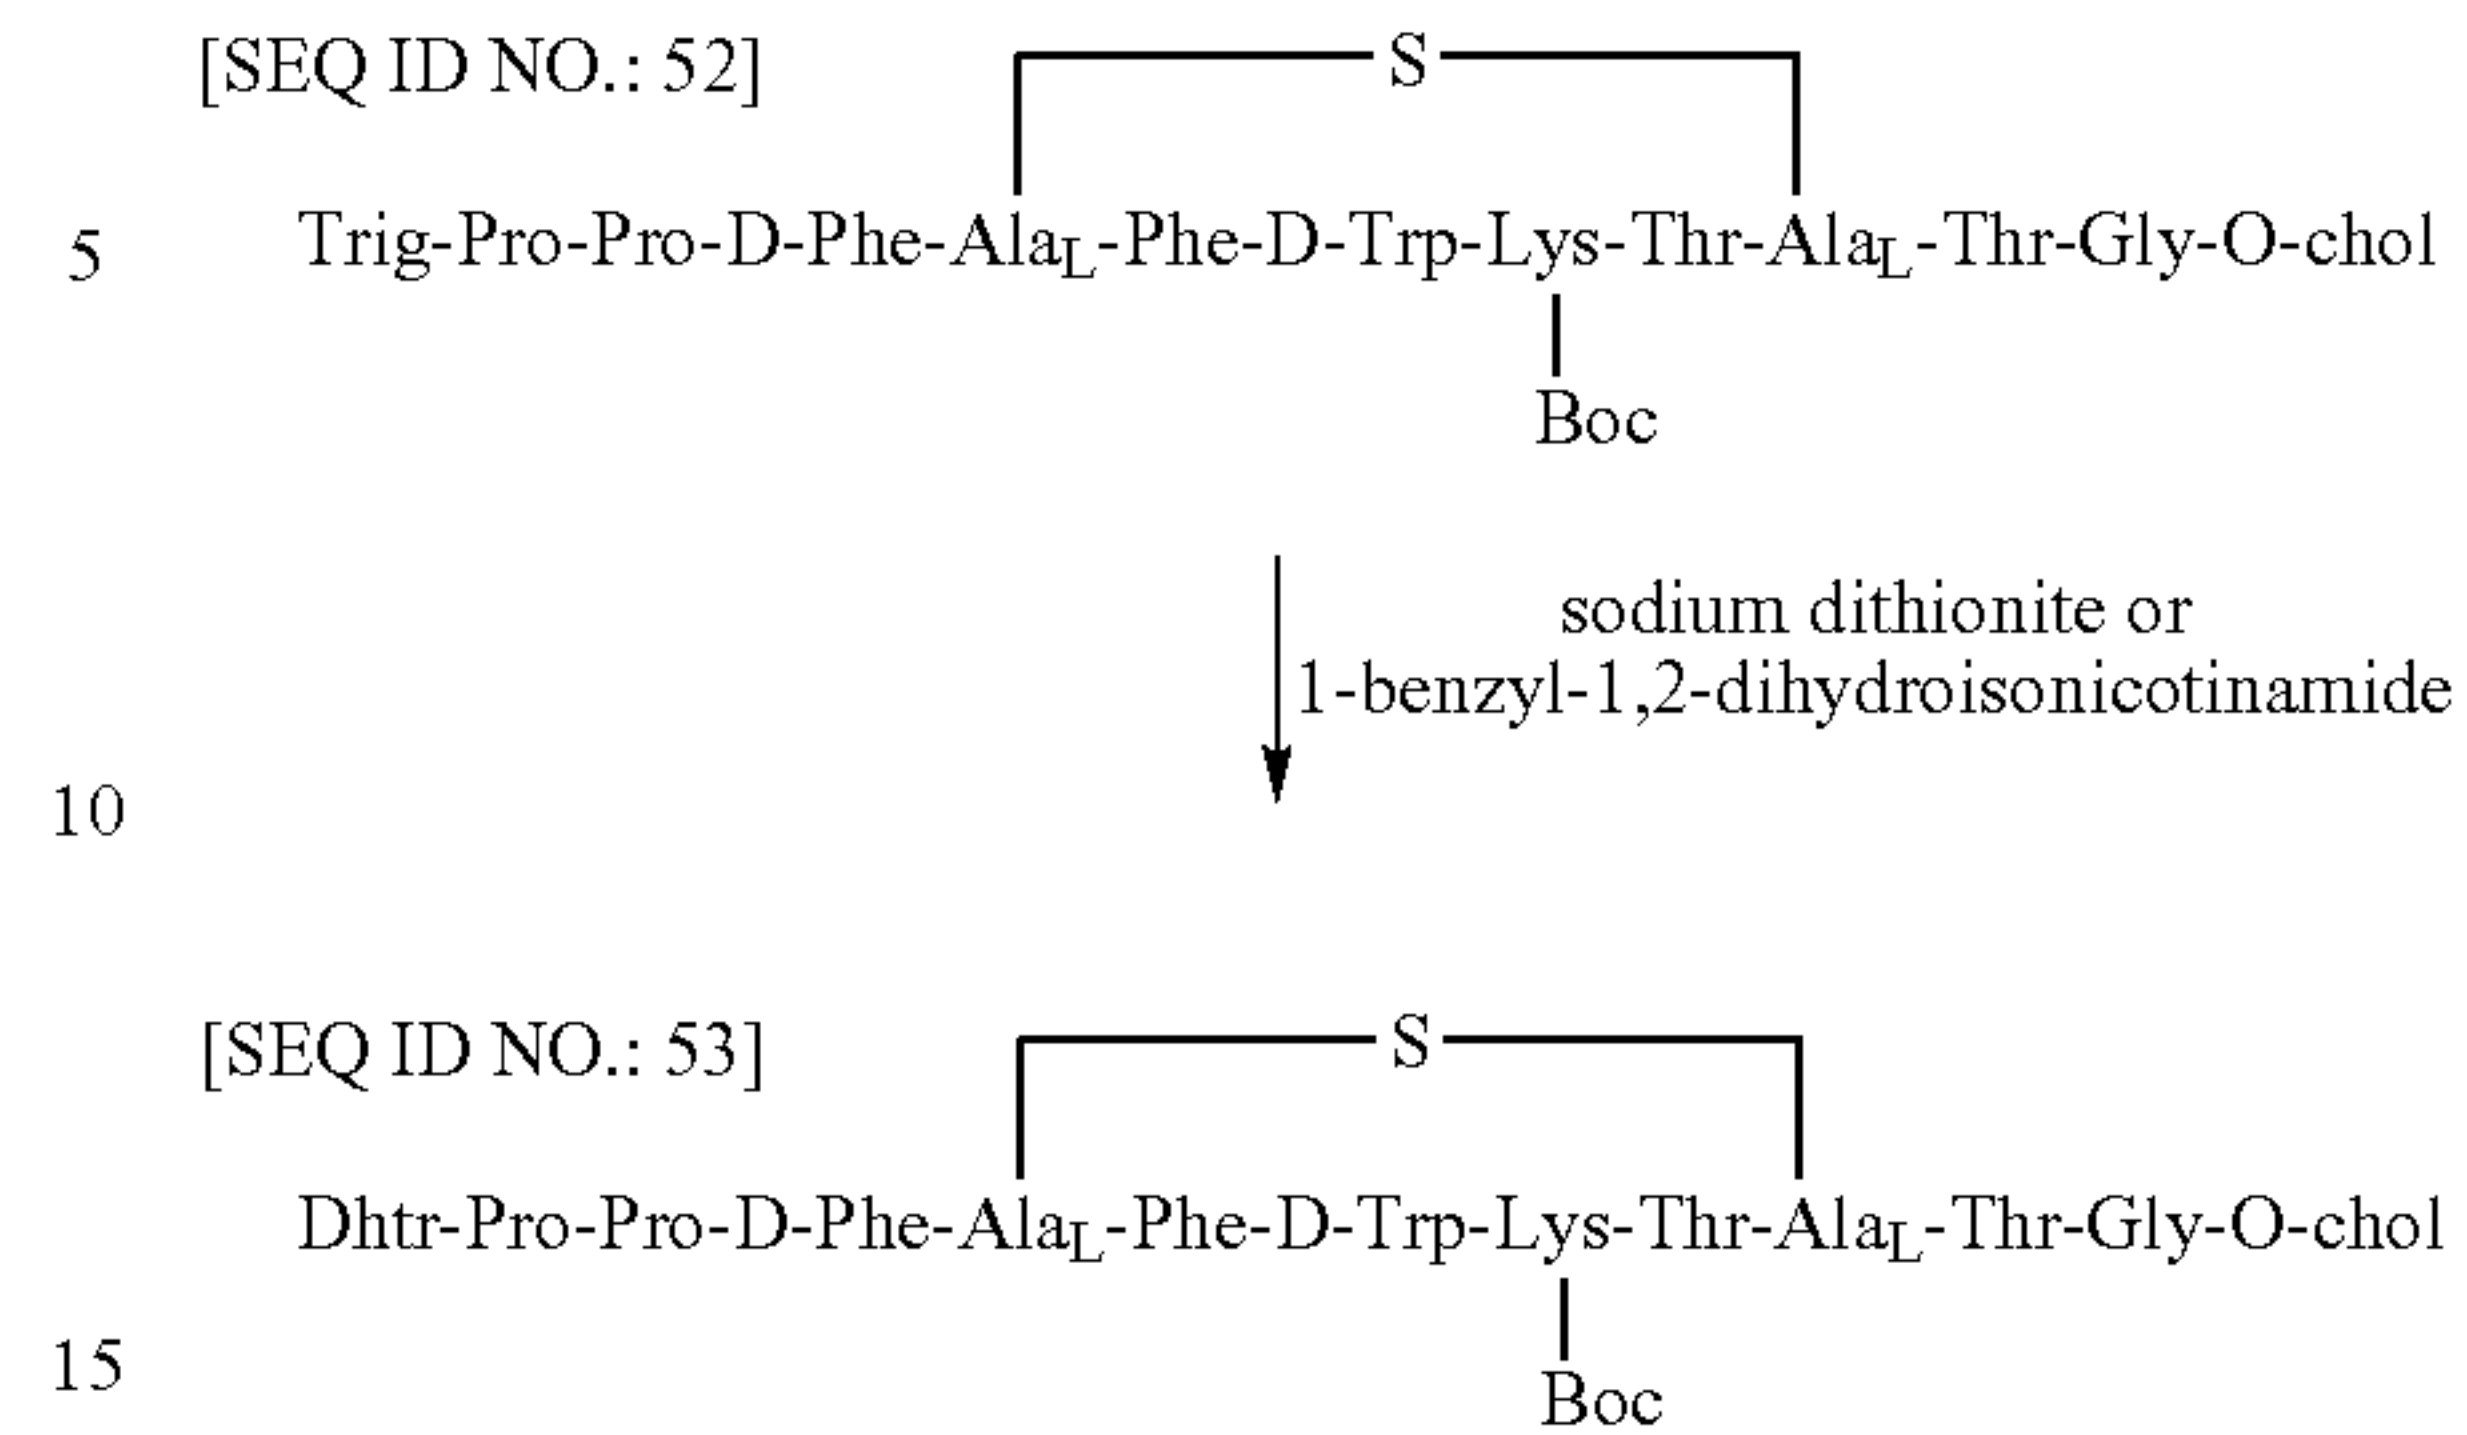 [SEQ ID NO.: 52]
S
5 Trig-Pro-Pro-D-Phe-AlaL-Phe-D-Trp-Lys-Thr-AlaL-Thr-Gly-O-chol
Boc
sodium dithionite or
1-benzyl-1,2-dihydroisonicotinamide
10
[SEQ ID NO.: 53]
S
Dhtr-Pro-Pro-D-Phe-AlaL-Phe-D-Trp-Lys-Thr-AlaL-Thr-Gly-O-chol
15
Boc